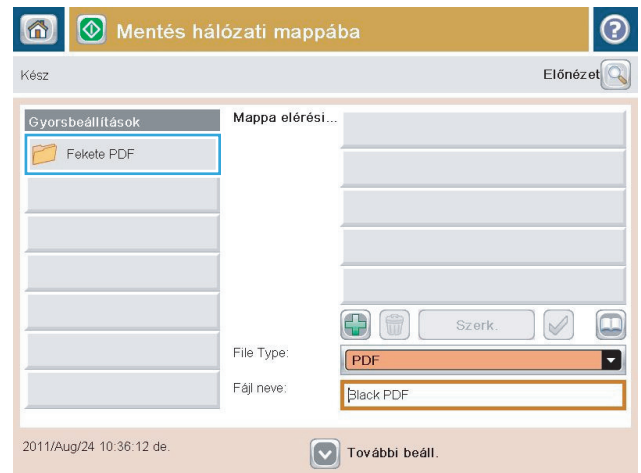 Mentés hálózati mappába
?
Kész
Előnézet
Gyorsbeállítások
Fekete PDF
Mappa elérési...
Szerk.
File Type:
PDF
Fájl neve:
Black PDF
2011/Aug/24 10:36:12 de.
További beáll.